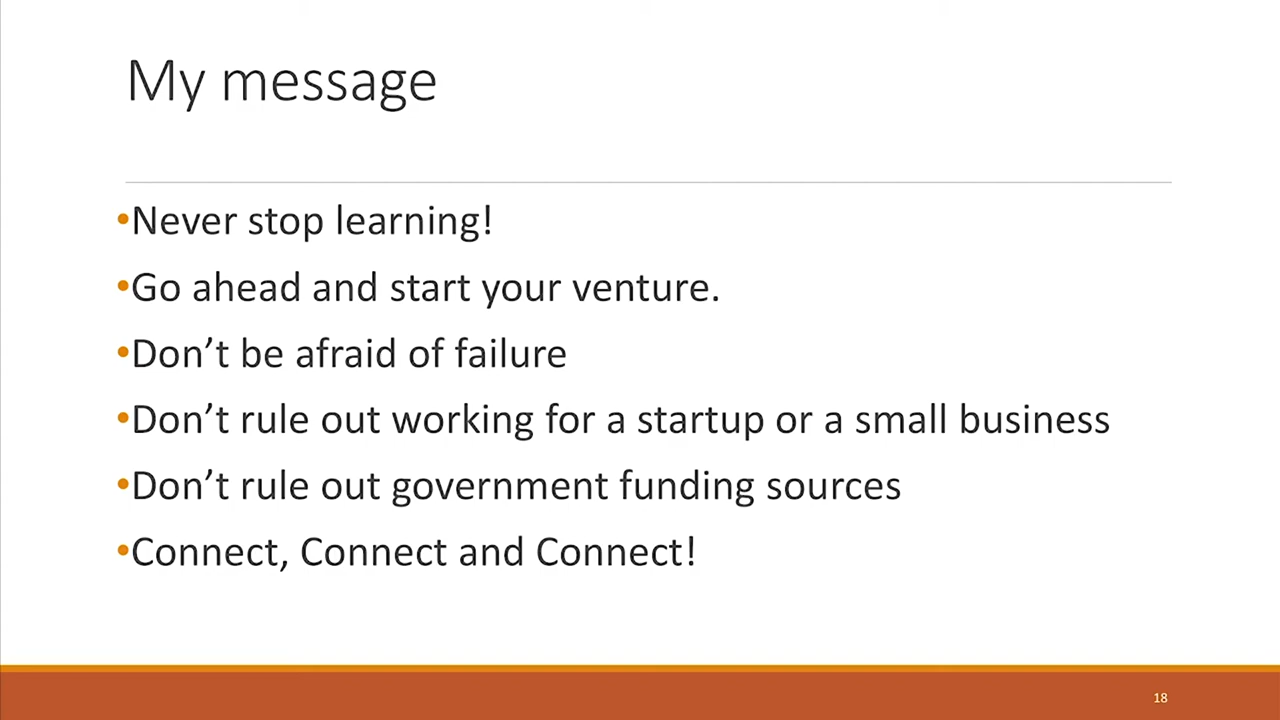 My message
•Never stop learning!
•Go ahead and start your venture.
•Don’t be afraid of failure
•Don’t rule out working for a startup or a small business
•Don’t rule out government funding sources
•Connect, Connect and Connect!
18